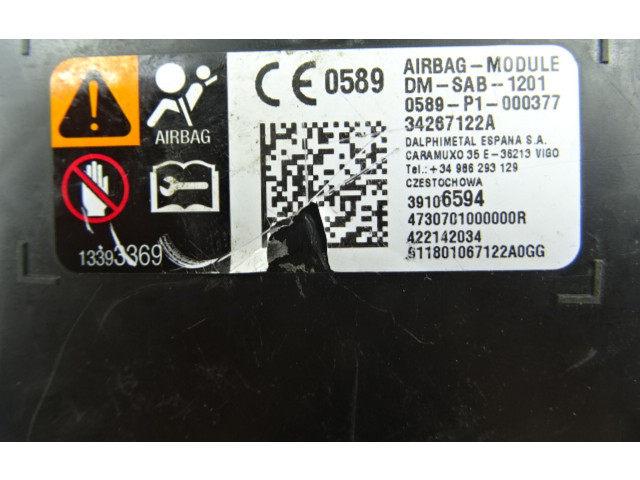 AIRBAG
13393369
CE 0589
AIRBAG-MODULE
DM-SAB-1201
0589-P1-000377
34267122A
DALPHIMETAL ESPANA S.A.
CARAMUXO 35 E-36213 VIGO
Tel.:+34 986 293 129
CZESTOCHOWA
39106594
4730701000000R
422142034
911801067122A0GG